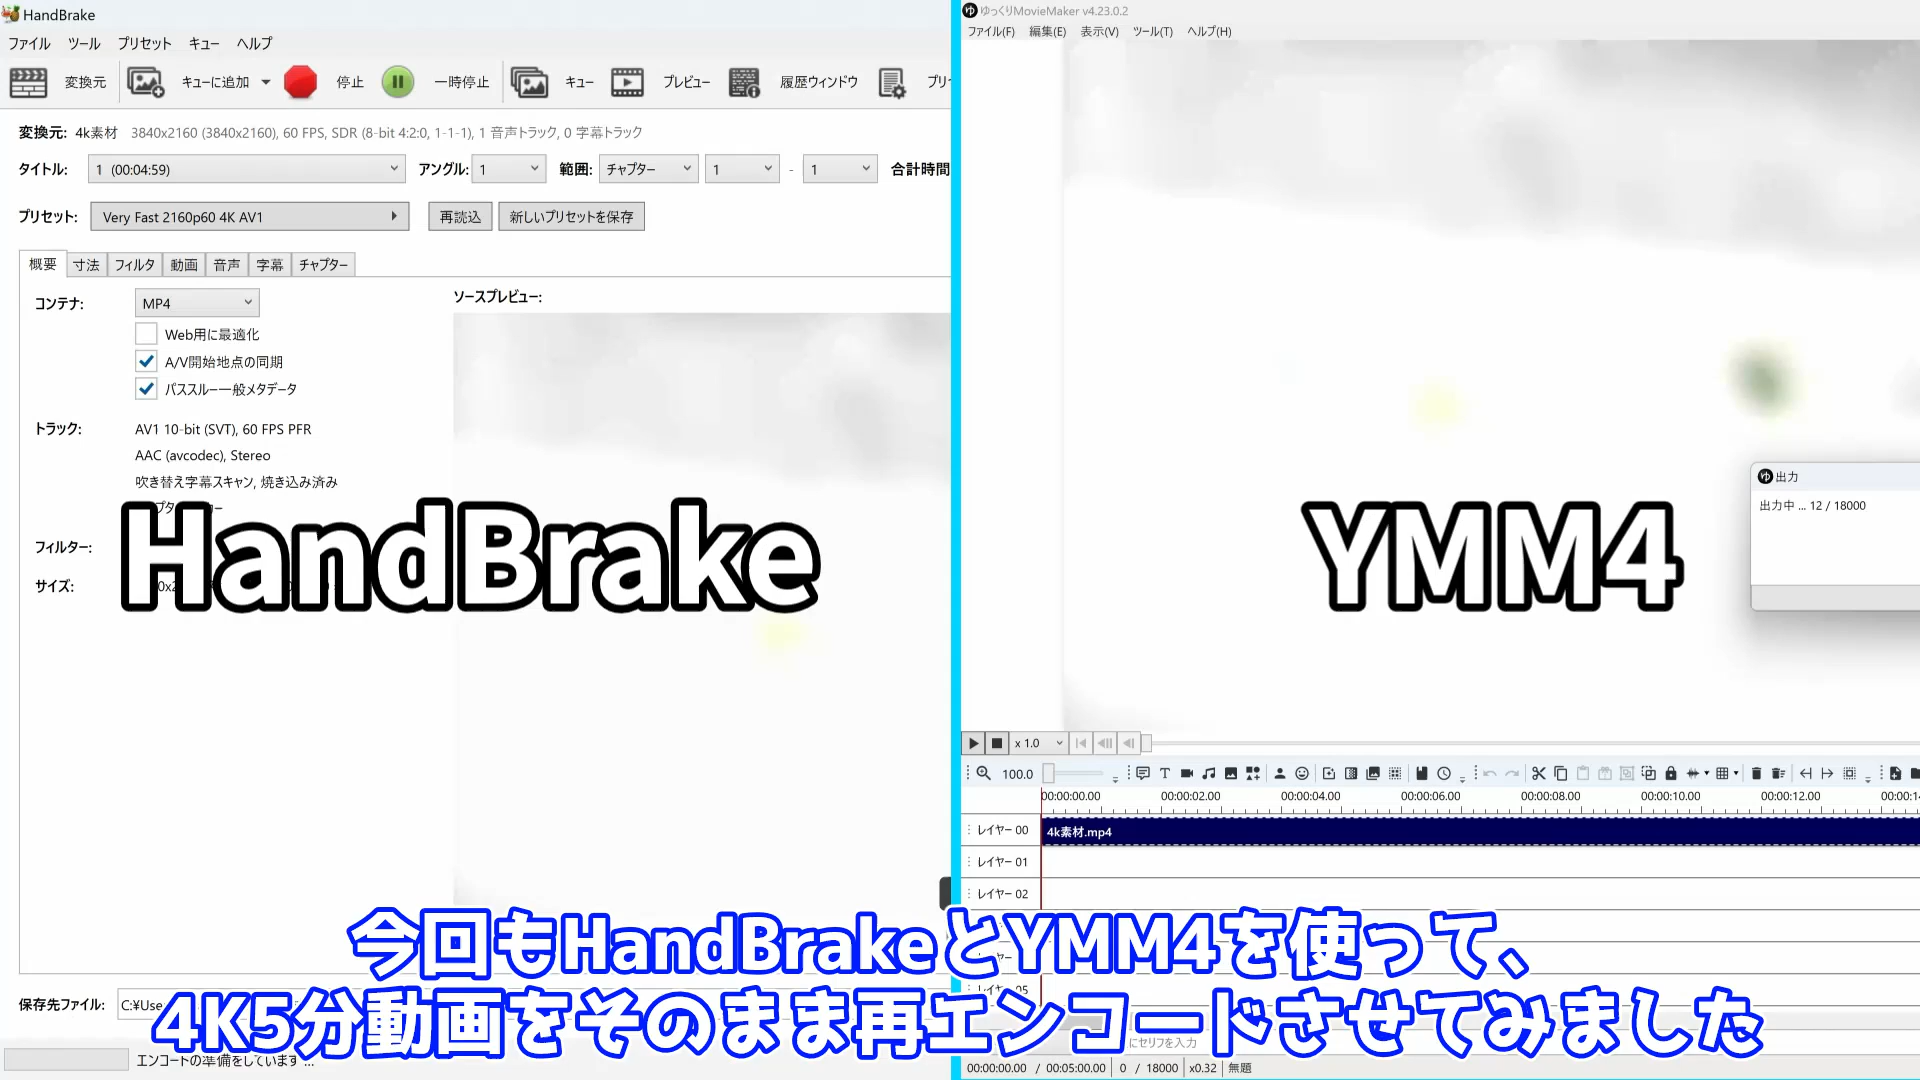 HandBrake
ファイル ツール プリセット キュー ヘルプ
変換元 キューに追加 停止 一時停止 キュー プレビュー 履歴ウィンドウ
変換元: 4k素材 3840x2160 (3840x2160), 60 FPS, SDR (8-bit 4:2:0, 1-1-1), 1 音声トラック, 0 字幕トラック
タイトル: 1 (00:04:59) アングル: 1 範囲: チャプター 1 - 1 合計時間
プリセット: Very Fast 2160p60 4K AV1 再読込 新しいプリセットを保存
概要 寸法 フィルタ 動画 音声 字幕 チャプター
コンテナ: MP4
Web用に最適化
A/V開始地点の同期
パススルー一般メタデータ
トラック: AV1 10-bit (SVT), 60 FPS PFR
AAC (avcodec), Stereo
吹き替え字幕スキャン, 焼き込み済み
フィルター:
サイズ:
ソースプレビュー:
HandBrake
保存先ファイル: C:¥Use
エンコードの準備をしています ...
ゆっくりMovieMaker v4.23.0.2
ファイル(F) 編集(E) 表示(V) ツール(T) ヘルプ(H)
出力
出力中 ... 12 / 18000
YMM4
x 1.0
100.0
00:00:00.00 00:00:02.00 00:00:04.00 00:00:06.00 00:00:08.00 00:00:10.00 00:00:12.00
レイヤー 00 4k素材.mp4
レイヤー 01
レイヤー 02
にセリフを入力
00:00:00.00 / 00:05:00.00 0 / 18000 x0.32 無題
今回もHandBrakeとYMM4を使って、
4K5分動画をそのまま再エンコードさせてみました